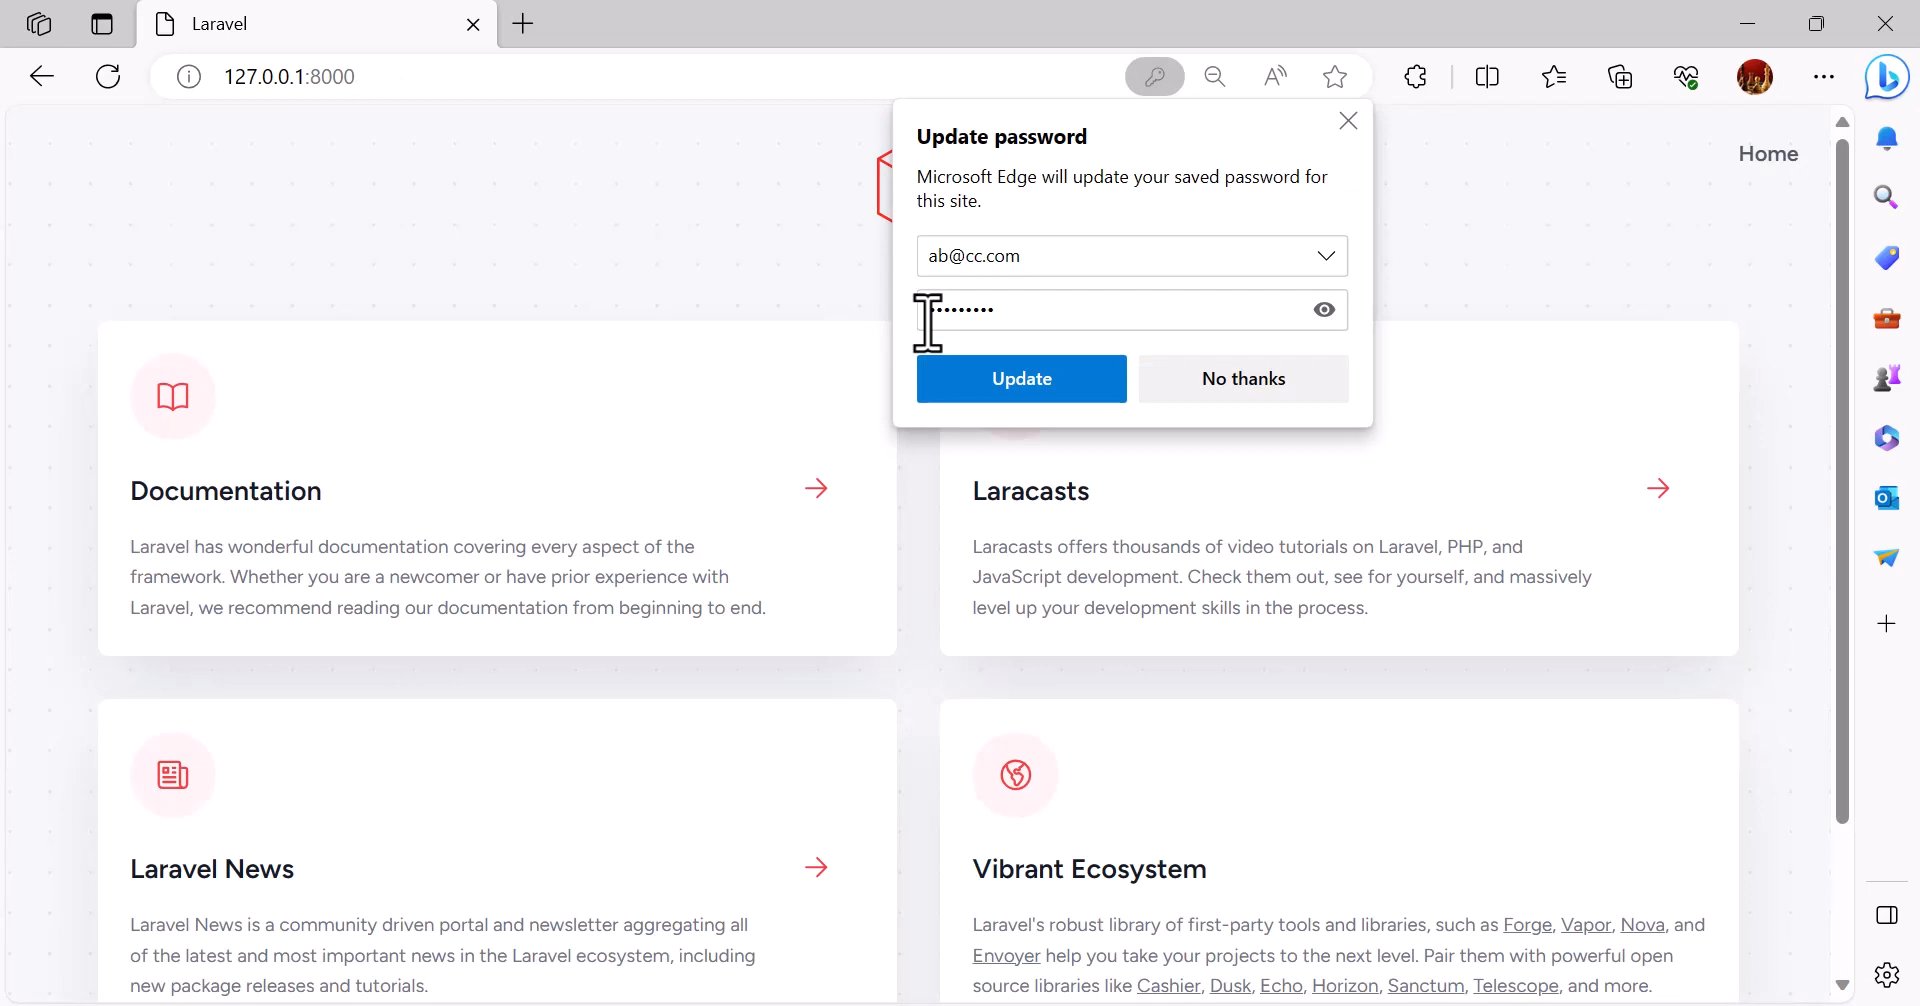 Laravel
127.0.0.1:8000
Home
Update password
Microsoft Edge will update your saved password for
this site.
ab@cc.com
Update
No thanks
Documentation
Laravel has wonderful documentation covering every aspect of the
framework. Whether you are a newcomer or have prior experience with
Laravel, we recommend reading our documentation from beginning to end.
Laracasts
Laracasts offers thousands of video tutorials on Laravel, PHP, and
JavaScript development. Check them out, see for yourself, and massively
level up your development skills in the process.
Laravel News
Laravel News is a community driven portal and newsletter aggregating all
of the latest and most important news in the Laravel ecosystem, including
new package releases and tutorials.
Vibrant Ecosystem
Laravel's robust library of first-party tools and libraries, such as Forge, Vapor, Nova, and
Envoyer help you take your projects to the next level. Pair them with powerful open
source libraries like Cashier, Dusk, Echo, Horizon, Sanctum, Telescope, and more.